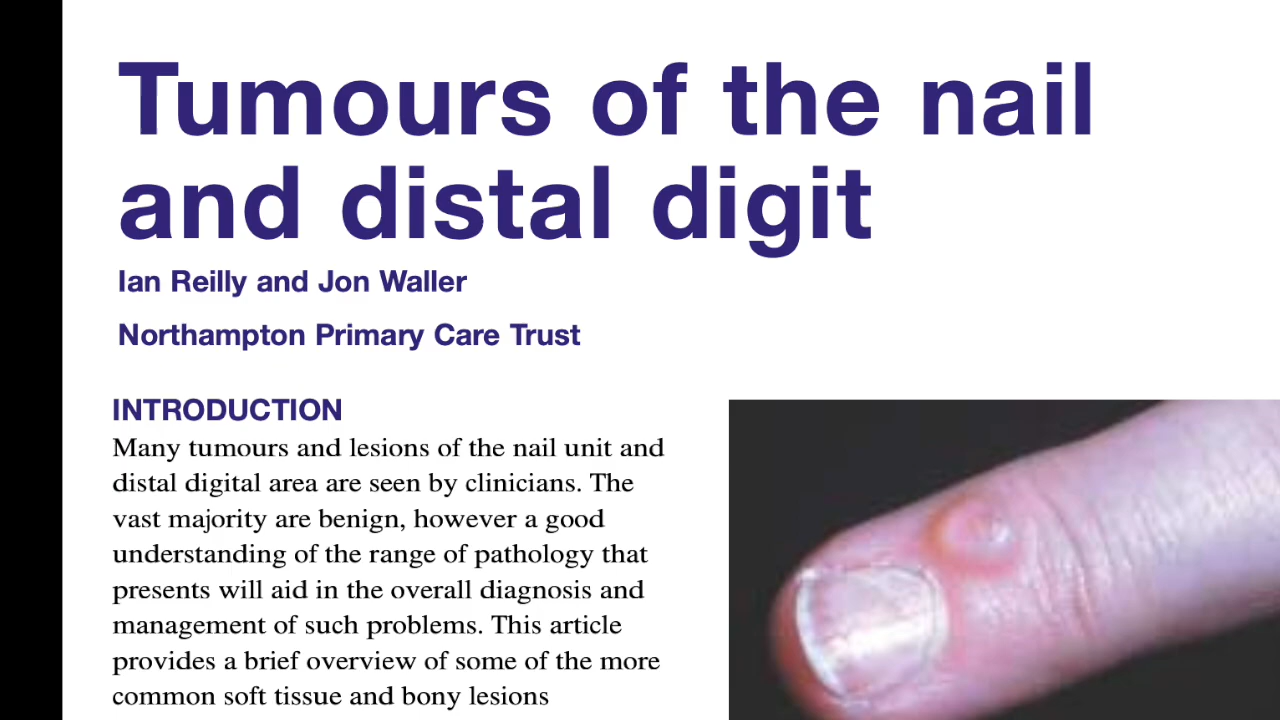 Tumours of the nail
and distal digit
Ian Reilly and Jon Waller
Northampton Primary Care Trust
INTRODUCTION
Many tumours and lesions of the nail unit and
distal digital area are seen by clinicians. The
vast majority are benign, however a good
understanding of the range of pathology that
presents will aid in the overall diagnosis and
management of such problems. This article
provides a brief overview of some of the more
common soft tissue and bony lesions